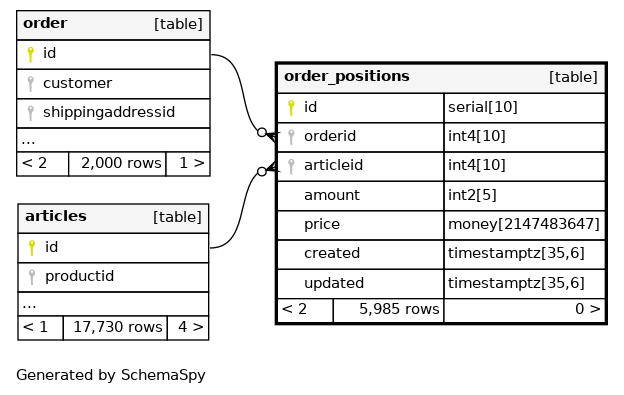 order [table]
id
customer
shippingaddressid
...
< 2 2,000 rows 1 >
articles [table]
id
productid
...
< 1 17,730 rows 4 >
order_positions [table]
id serial[10]
orderid int4[10]
articleid int4[10]
amount int2[5]
price money[2147483647]
created timestamptz[35,6]
updated timestamptz[35,6]
< 2 5,985 rows 0 >
Generated by SchemaSpy